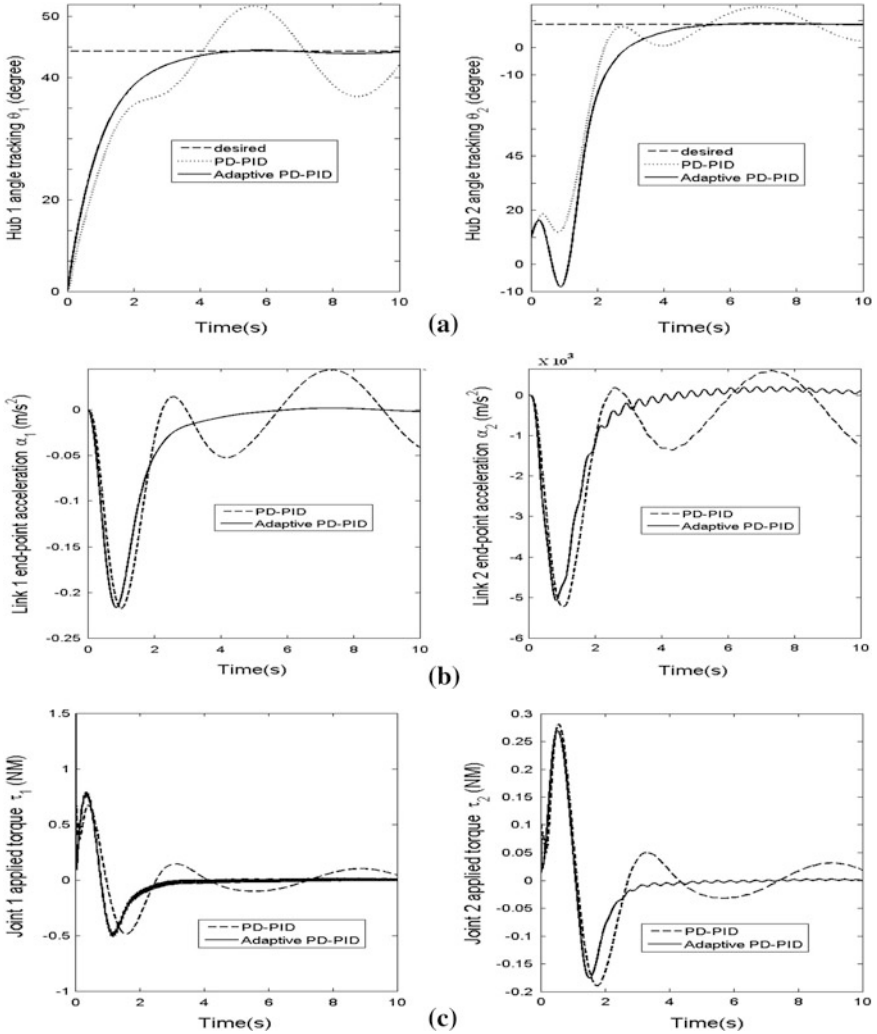 50
44
20
0
0 2 4 6 8 10
Hub 1 angle tracking θ1 (degree)
Time(s)
desired
PD-PID
Adaptive PD-PID
0
-10
45
20
0
-10
0 2 4 6 8 10
Hub 2 angle tracking θ2 (degree)
Time(s)
desired
PD-PID
Adaptive PD-PID
(a)
0
-0.05
-0.1
-0.15
-0.2
-0.25
0 2 4 6 8 10
Link 1 end-point acceleration α1 (m/s²)
Time(s)
PD-PID
Adaptive PD-PID
X 10³
0
-1
-2
-3
-4
-5
-6
0 2 4 6 8 10
Link 2 end-point acceleration α2 (m/s²)
Time(s)
PD-PID
Adaptive PD-PID
(b)
1.5
1
0.5
0
-0.5
-1
0 2 4 6 8 10
Joint 1 applied torque τ1 (NM)
Time(s)
PD-PID
Adaptive PD-PID
0.3
0.25
0.2
0.15
0.1
0.05
0
-0.05
-0.1
-0.15
-0.2
0 2 4 6 8 10
Joint 2 applied torque τ2 (NM)
Time(s)
PD-PID
Adaptive PD-PID
(c)